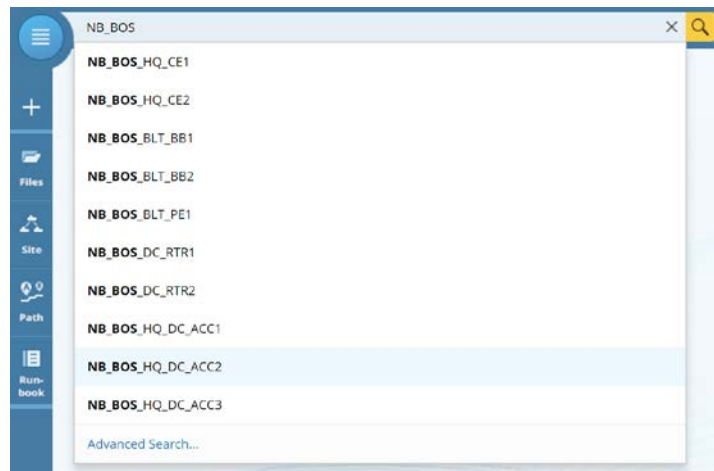 NB_BOS
NB_BOS_HQ_CE1
NB_BOS_HQ_CE2
NB_BOS_BLT_BB1
NB_BOS_BLT_BB2
NB_BOS_BLT_PE1
NB_BOS_DC_RTR1
NB_BOS_DC_RTR2
NB_BOS_HQ_DC_ACC1
NB_BOS_HQ_DC_ACC2
NB_BOS_HQ_DC_ACC3
Advanced Search...
Files
Site
Path
Run-
book